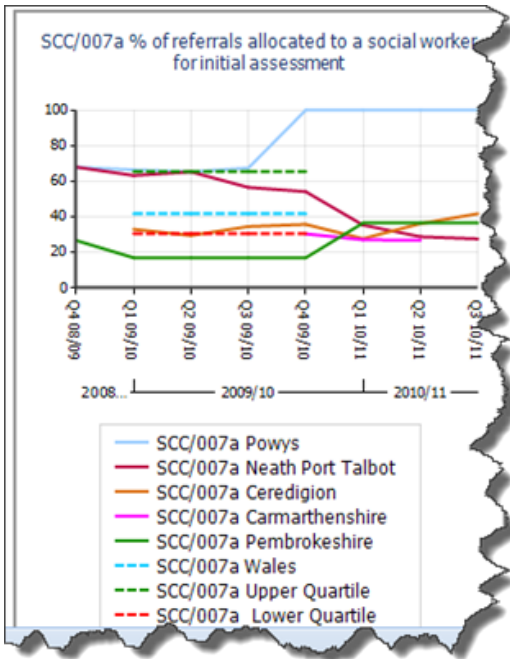 SCC/007a % of referrals allocated to a social worker
for initial assessment
100
80
60
40
20
0
Q4 08/09
Q1 09/10
Q2 09/10
Q3 09/10
Q4 09/10
Q1 10/11
Q2 10/11
Q3 10/11
2008... 2009/10 2010/11
SCC/007a Powys
SCC/007a Neath Port Talbot
SCC/007a Ceredigion
SCC/007a Carmarthenshire
SCC/007a Pembrokeshire
SCC/007a Wales
SCC/007a Upper Quartile
SCC/007a Lower Quartile